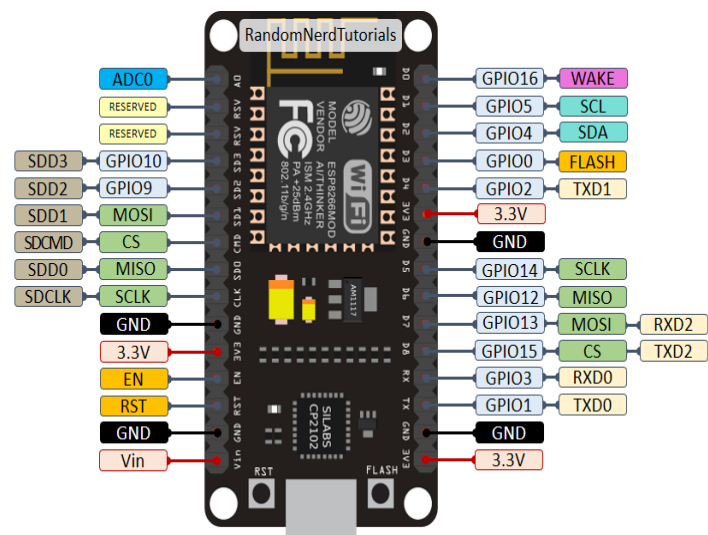 RandomNerdTutorials
ADC0
RESERVED
RESERVED
SDD3 GPIO10
SDD2 GPIO9
SDD1 MOSI
SDCMD CS
SDD0 MISO
SDCLK SCLK
GND
3.3V
EN
RST
GND
Vin
A0
RSV
RSV
SD3
SD2
SD1
CMD
SD0
CLK
GND
3V3
EN
RST
GND
Vin
MODEL
VENDOR
ESP8266MOD
AI/THINKER
ISM 2.4GHz
PA +25dBm
802.11b/g/n
FC
Wi Fi
AM1117
SILABS
CP2102
RST
FLASH
D0
D1
D2
D3
D4
3V3
GND
D5
D6
D7
D8
RX
TX
GND
3V3
GPIO16 WAKE
GPIO5 SCL
GPIO4 SDA
GPIO0 FLASH
GPIO2 TXD1
3.3V
GND
GPIO14 SCLK
GPIO12 MISO
GPIO13 MOSI RXD2
GPIO15 CS TXD2
GPIO3 RXD0
GPIO1 TXD0
GND
3.3V